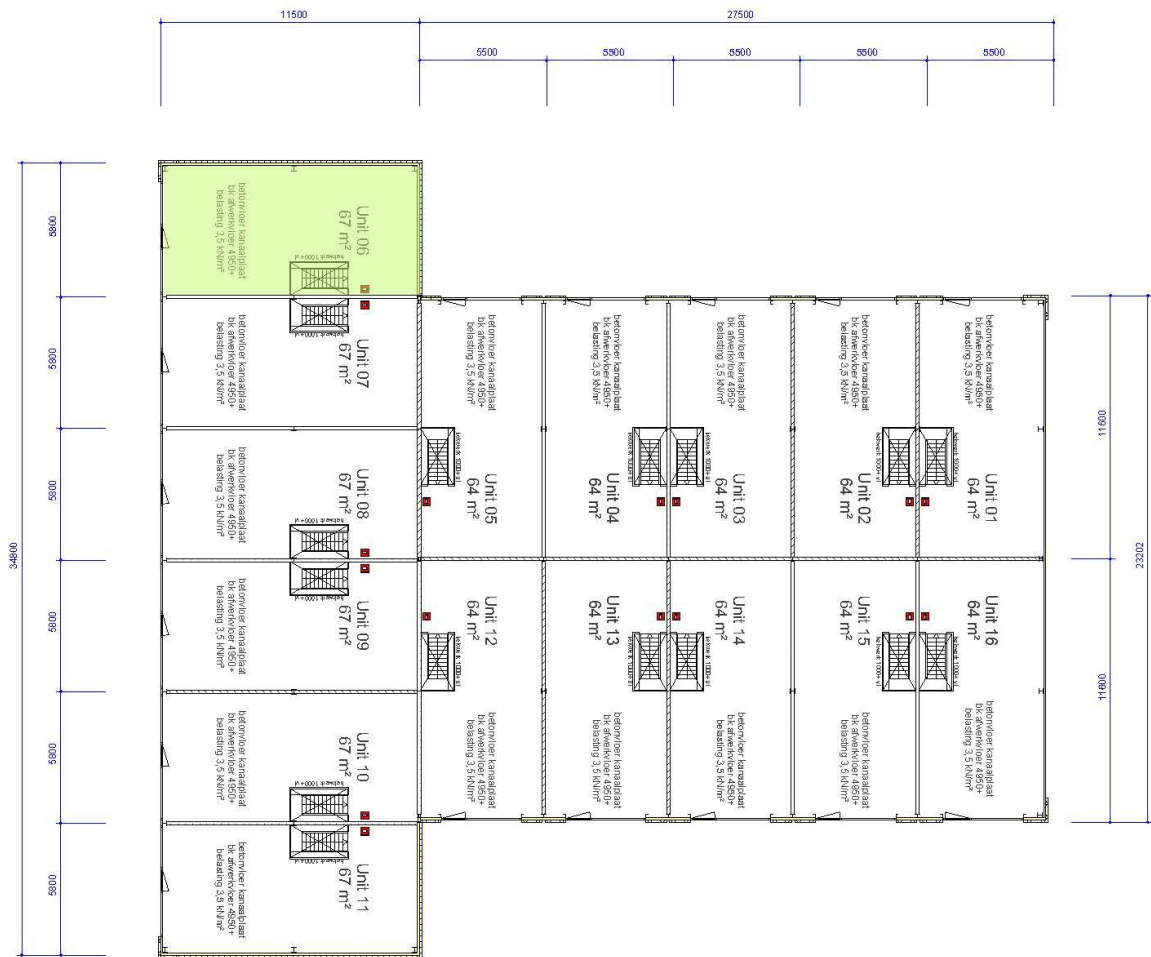 11500
27500
5500
5500
5500
5500
5500
34800
5800
5800
5800
5800
5800
5800
11600
11600
23202
Unit 06
67 m²
betonvloer kanaalplaat
bk afwerkvloer 4950+
belasting 3,5 kN/m²
Unit 07
67 m²
betonvloer kanaalplaat
bk afwerkvloer 4950+
belasting 3,5 kN/m²
Unit 08
67 m²
betonvloer kanaalplaat
bk afwerkvloer 4950+
belasting 3,5 kN/m²
Unit 09
67 m²
betonvloer kanaalplaat
bk afwerkvloer 4950+
belasting 3,5 kN/m²
Unit 10
67 m²
betonvloer kanaalplaat
bk afwerkvloer 4950+
belasting 3,5 kN/m²
Unit 11
67 m²
betonvloer kanaalplaat
bk afwerkvloer 4950+
belasting 3,5 kN/m²
betonvloer kanaalplaat
bk afwerkvloer 4950+
belasting 3,5 kN/m²
Unit 05
64 m²
betonvloer kanaalplaat
bk afwerkvloer 4950+
belasting 3,5 kN/m²
Unit 04
64 m²
betonvloer kanaalplaat
bk afwerkvloer 4950+
belasting 3,5 kN/m²
Unit 03
64 m²
betonvloer kanaalplaat
bk afwerkvloer 4950+
belasting 3,5 kN/m²
Unit 02
64 m²
betonvloer kanaalplaat
bk afwerkvloer 4950+
belasting 3,5 kN/m²
hekwerk 1000+ vl
Unit 01
64 m²
Unit 12
64 m²
betonvloer kanaalplaat
bk afwerkvloer 4950+
belasting 3,5 kN/m²
Unit 13
64 m²
betonvloer kanaalplaat
bk afwerkvloer 4950+
belasting 3,5 kN/m²
Unit 14
64 m²
betonvloer kanaalplaat
bk afwerkvloer 4950+
belasting 3,5 kN/m²
Unit 15
64 m²
betonvloer kanaalplaat
bk afwerkvloer 4950+
belasting 3,5 kN/m²
Unit 16
64 m²
hekwerk 1000+ vl
betonvloer kanaalplaat
bk afwerkvloer 4950+
belasting 3,5 kN/m²